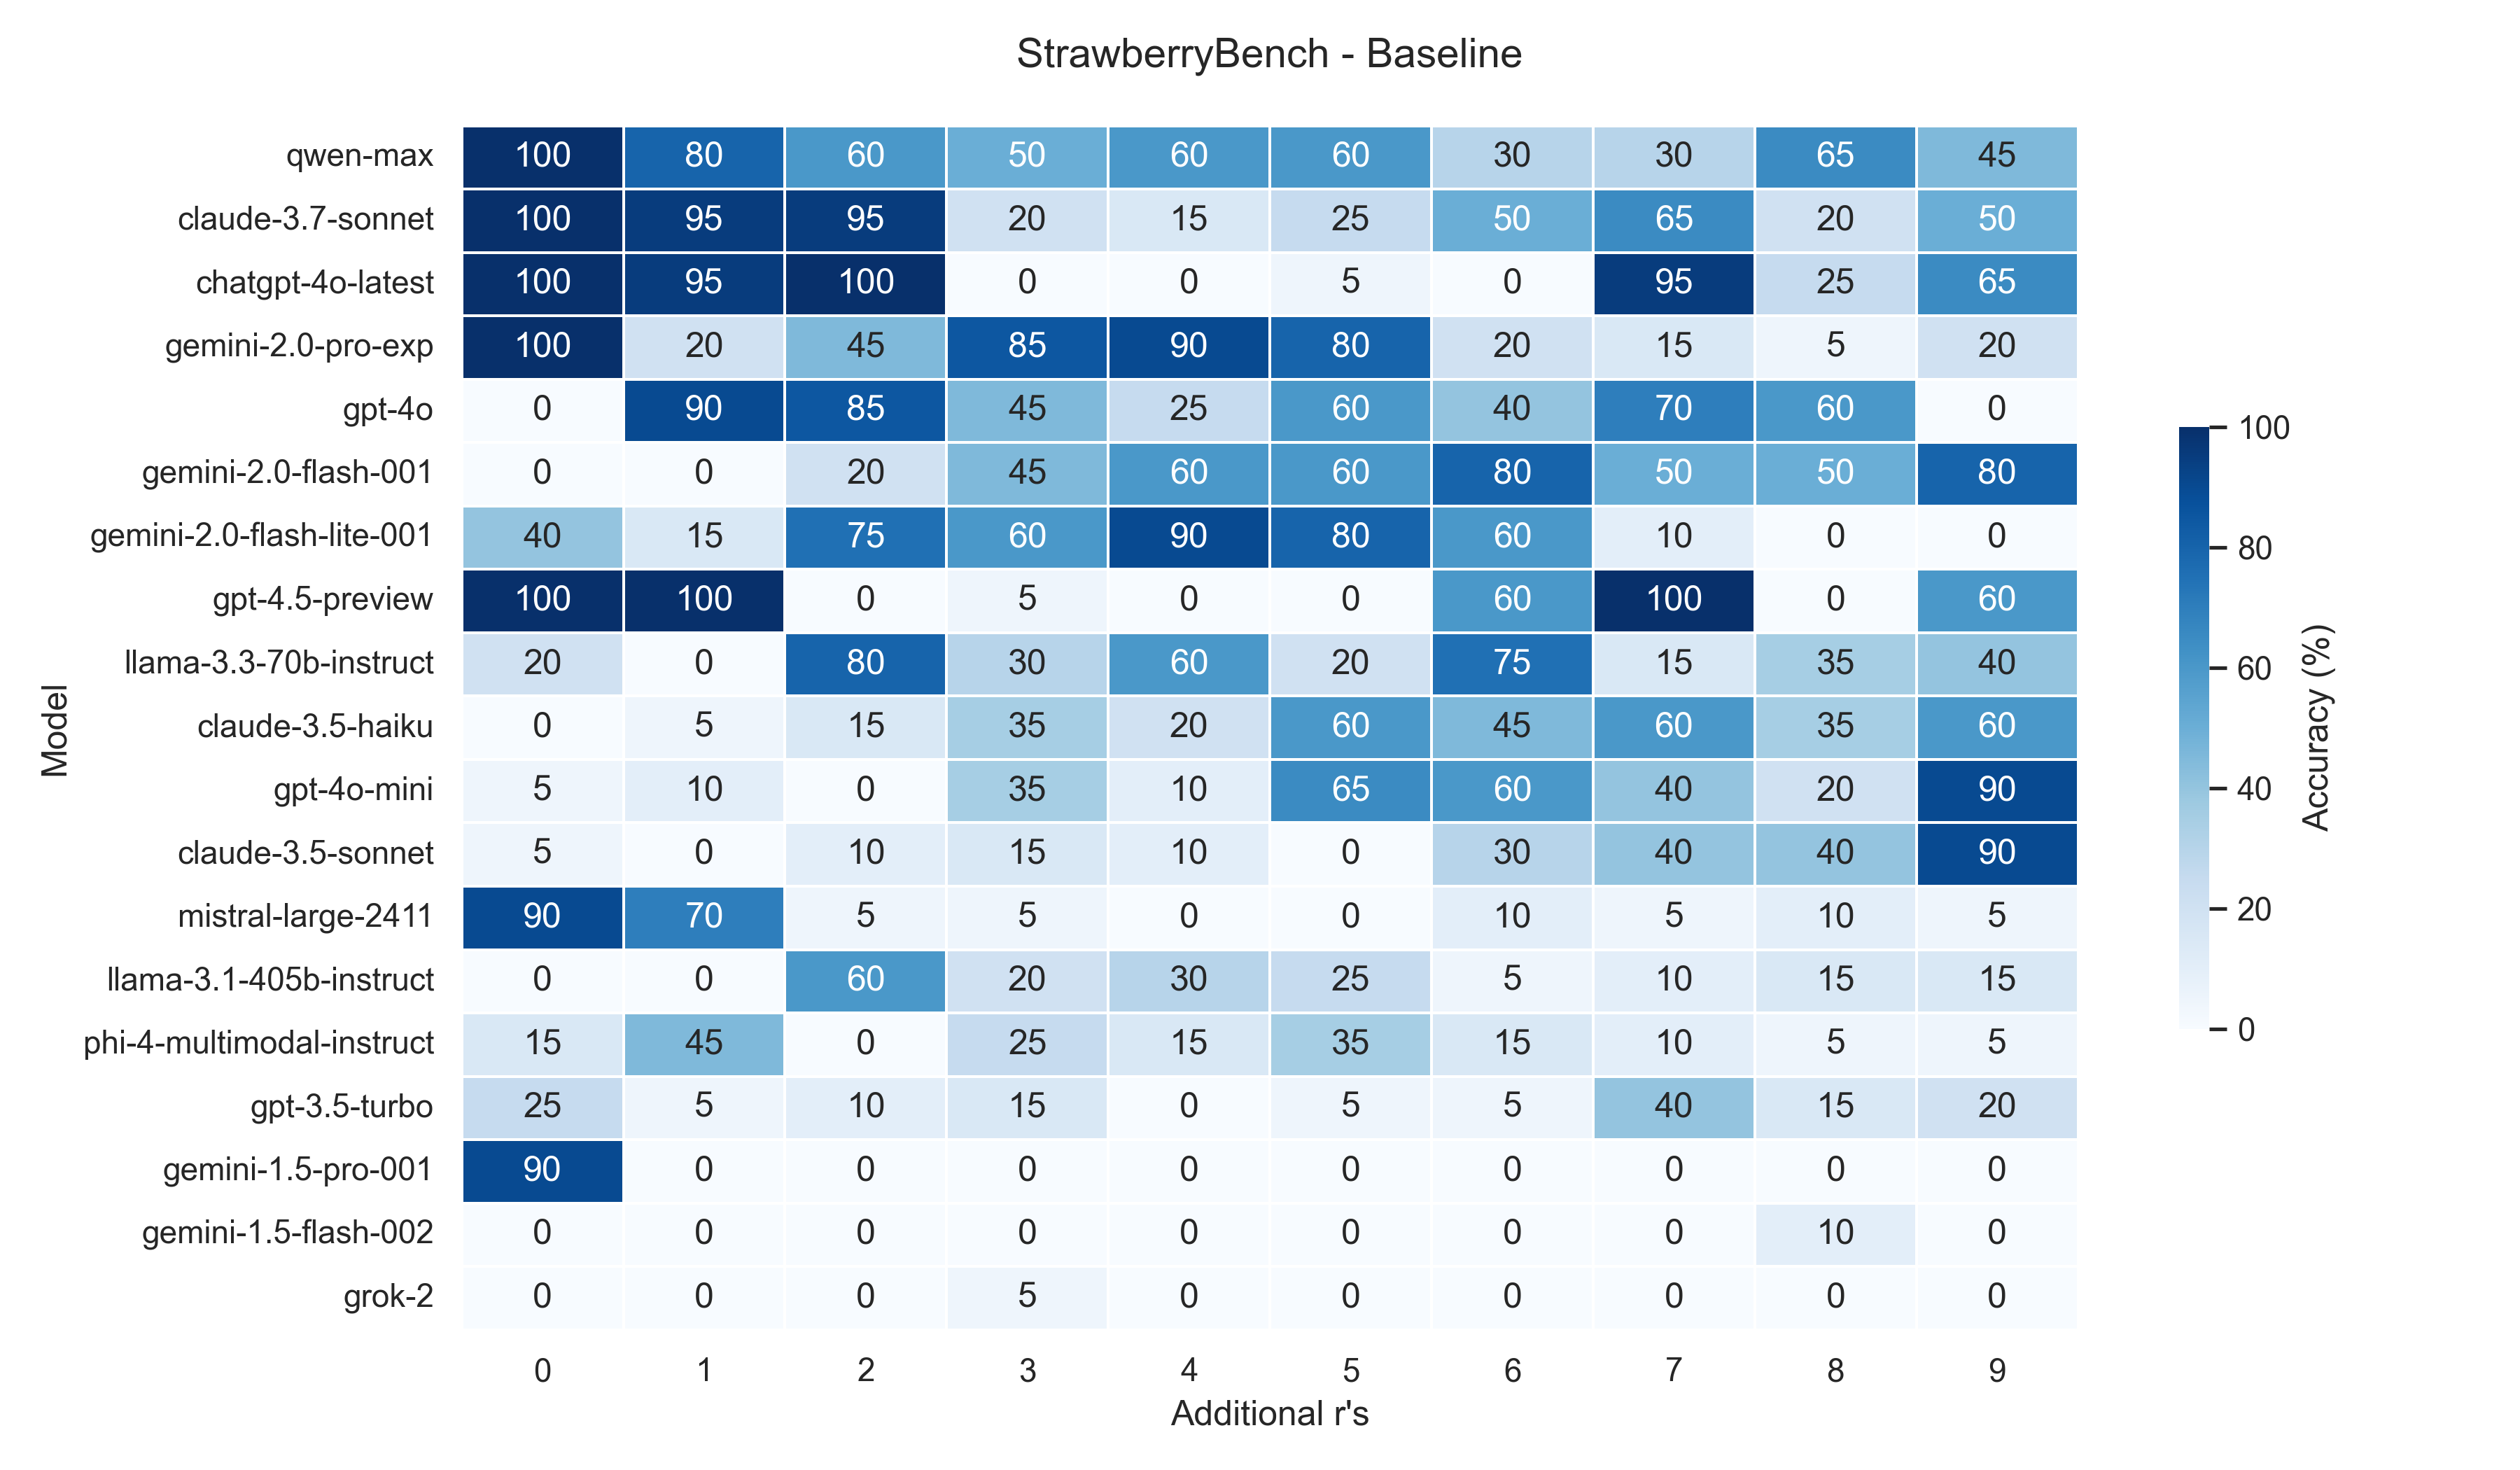 StrawberryBench - Baseline
qwen-max 100 80 60 50 60 60 30 30 65 45
claude-3.7-sonnet 100 95 95 20 15 25 50 65 20 50
chatgpt-4o-latest 100 95 100 0 0 5 0 95 25 65
gemini-2.0-pro-exp 100 20 45 85 90 80 20 15 5 20
gpt-4o 0 90 85 45 25 60 40 70 60 0
gemini-2.0-flash-001 0 0 20 45 60 60 80 50 50 80
gemini-2.0-flash-lite-001 40 15 75 60 90 80 60 10 0 0
gpt-4.5-preview 100 100 0 5 0 0 60 100 0 60
llama-3.3-70b-instruct 20 0 80 30 60 20 75 15 35 40
claude-3.5-haiku 0 5 15 35 20 60 45 60 35 60
gpt-4o-mini 5 10 0 35 10 65 60 40 20 90
claude-3.5-sonnet 5 0 10 15 10 0 30 40 40 90
mistral-large-2411 90 70 5 5 0 0 10 5 10 5
llama-3.1-405b-instruct 0 0 60 20 30 25 5 10 15 15
phi-4-multimodal-instruct 15 45 0 25 15 35 15 10 5 5
gpt-3.5-turbo 25 5 10 15 0 5 5 40 15 20
gemini-1.5-pro-001 90 0 0 0 0 0 0 0 0 0
gemini-1.5-flash-002 0 0 0 0 0 0 0 0 10 0
grok-2 0 0 0 5 0 0 0 0 0 0
0 1 2 3 4 5 6 7 8 9
Additional r's
Model
100
80
60
40
20
0
Accuracy (%)